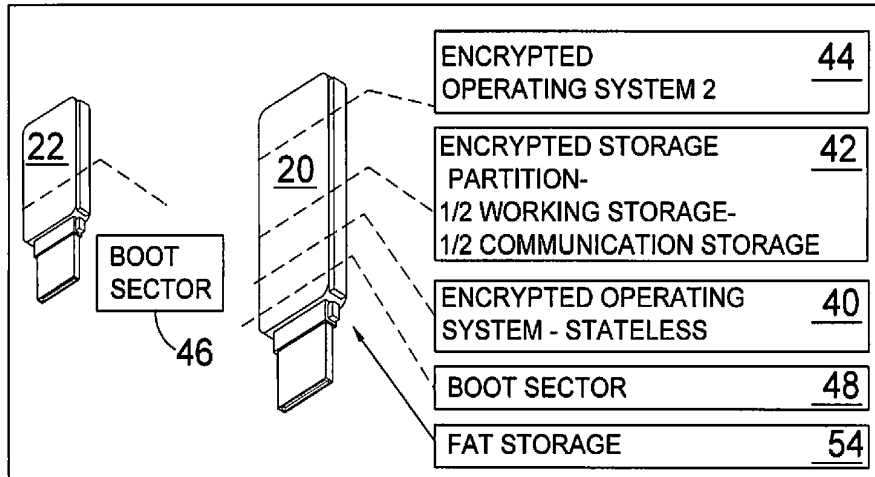 22
BOOT
SECTOR
46
20
ENCRYPTED
OPERATING SYSTEM 2
44
ENCRYPTED STORAGE
PARTITION-
1/2 WORKING STORAGE-
1/2 COMMUNICATION STORAGE
42
ENCRYPTED OPERATING
SYSTEM - STATELESS
40
BOOT SECTOR
48
FAT STORAGE
54